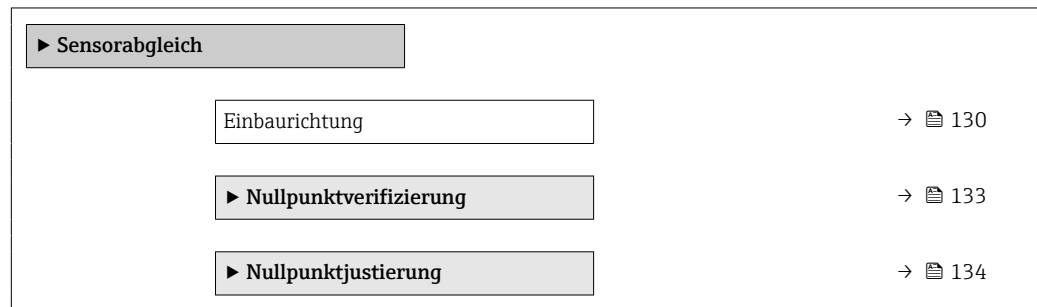 ▶ Sensorabgleich
Einbaurichtung → 130
▶ Nullpunktverifizierung → 133
▶ Nullpunktjustierung → 134